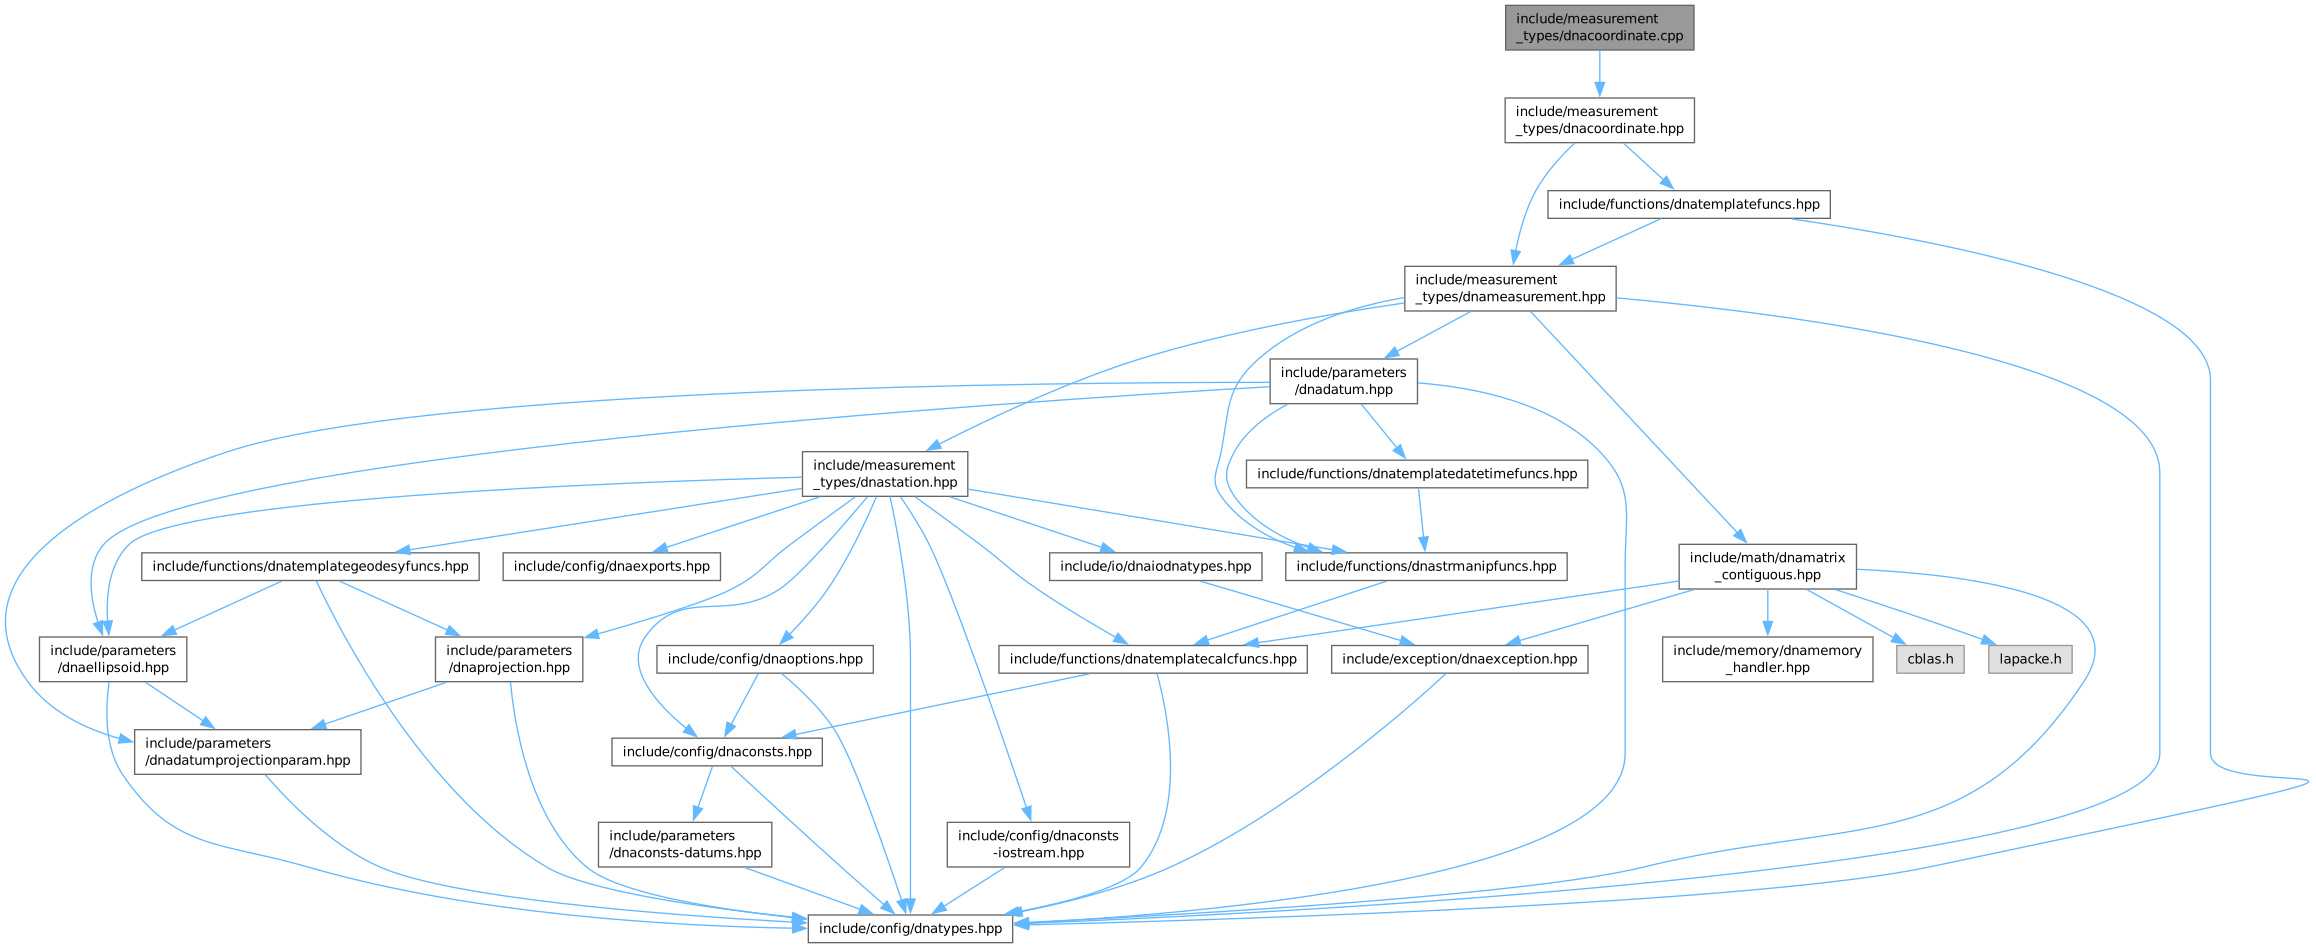 include/measurement
_types/dnacoordinate.cpp
include/measurement
_types/dnacoordinate.hpp
include/functions/dnatemplatefuncs.hpp
include/measurement
_types/dnameasurement.hpp
include/parameters
/dnadatum.hpp
include/measurement
_types/dnastation.hpp
include/functions/dnatemplatedatetimefuncs.hpp
include/functions/dnatemplategeodesyfuncs.hpp
include/config/dnaexports.hpp
include/io/dnaiodnatypes.hpp
include/functions/dnastrmanipfuncs.hpp
include/math/dnamatrix
_contiguous.hpp
include/parameters
/dnaellipsoid.hpp
include/parameters
/dnaprojection.hpp
include/config/dnaoptions.hpp
include/functions/dnatemplatecalcfuncs.hpp
include/exception/dnaexception.hpp
include/memory/dnamemory
_handler.hpp
cblas.h
lapacke.h
include/parameters
/dnadatumprojectionparam.hpp
include/config/dnaconsts.hpp
include/parameters
/dnaconsts-datums.hpp
include/config/dnaconsts
-iostream.hpp
include/config/dnatypes.hpp